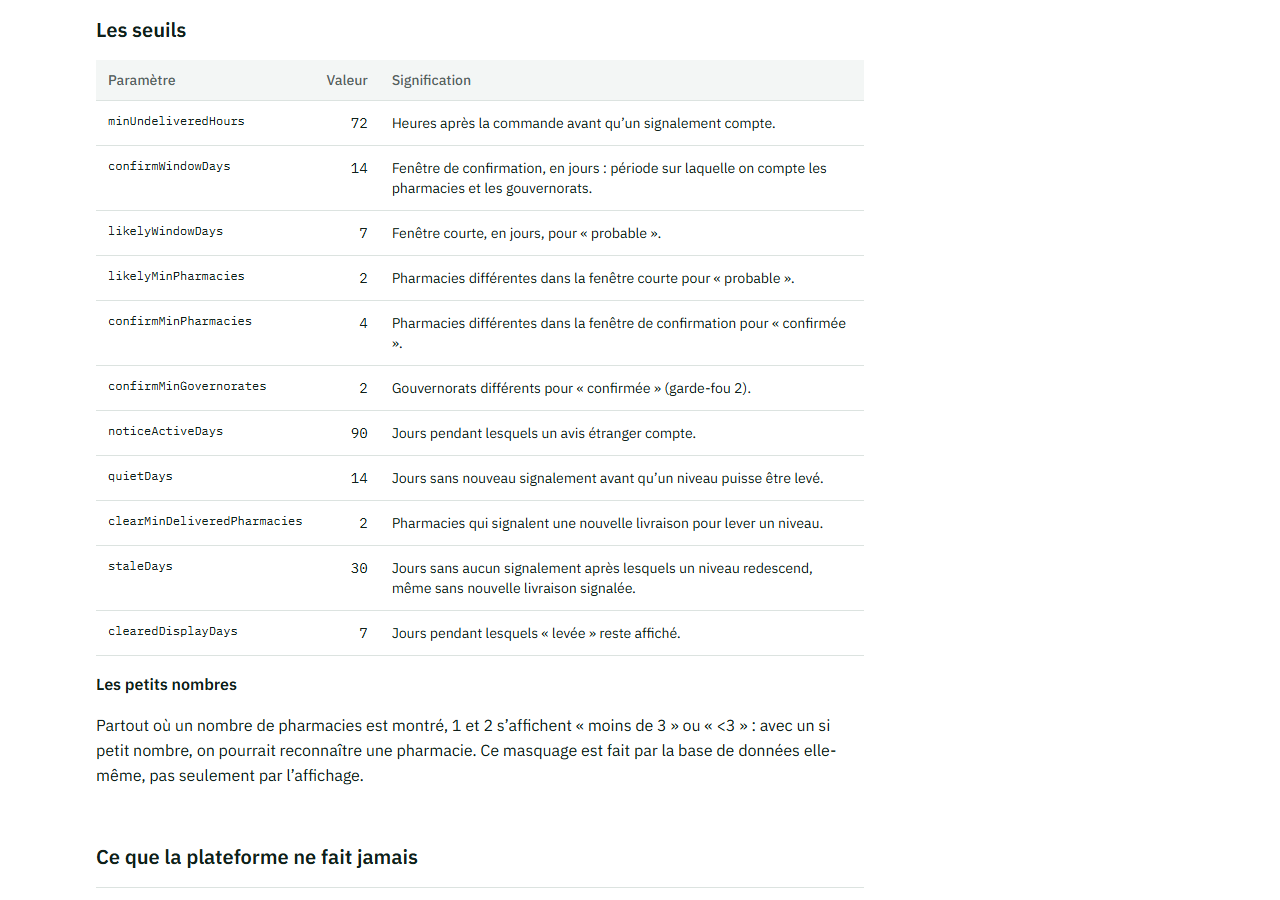 Les seuils
Paramètre Valeur Signification
minUndeliveredHours 72 Heures après la commande avant qu’un signalement compte.
confirmWindowDays 14 Fenêtre de confirmation, en jours : période sur laquelle on compte les
pharmacies et les gouvernorats.
likelyWindowDays 7 Fenêtre courte, en jours, pour « probable ».
likelyMinPharmacies 2 Pharmacies différentes dans la fenêtre courte pour « probable ».
confirmMinPharmacies 4 Pharmacies différentes dans la fenêtre de confirmation pour « confirmée
».
confirmMinGovernorates 2 Gouvernorats différents pour « confirmée » (garde-fou 2).
noticeActiveDays 90 Jours pendant lesquels un avis étranger compte.
quietDays 14 Jours sans nouveau signalement avant qu’un niveau puisse être levé.
clearMinDeliveredPharmacies 2 Pharmacies qui signalent une nouvelle livraison pour lever un niveau.
staleDays 30 Jours sans aucun signalement après lesquels un niveau redescend,
même sans nouvelle livraison signalée.
clearedDisplayDays 7 Jours pendant lesquels « levée » reste affiché.
Les petits nombres
Partout où un nombre de pharmacies est montré, 1 et 2 s’affichent « moins de 3 » ou « <3 » : avec un si
petit nombre, on pourrait reconnaître une pharmacie. Ce masquage est fait par la base de données elle-
même, pas seulement par l’affichage.
Ce que la plateforme ne fait jamais